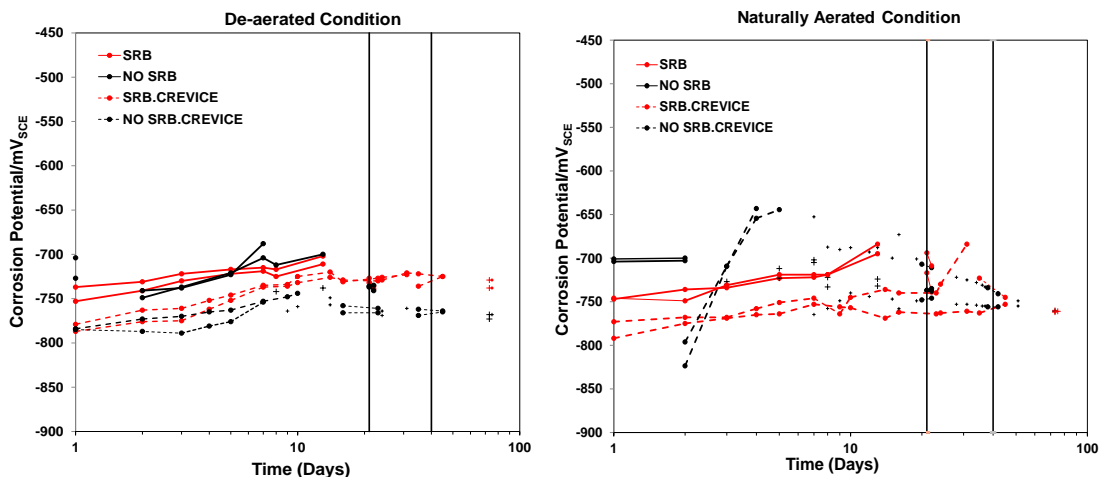 De-aerated Condition
-450
-500
-550
-600
-650
-700
-750
-800
-850
-900
Corrosion Potential/mVSCE
SRB
NO SRB
SRB.CREVICE
NO SRB.CREVICE
1
10
100
Time (Days)
Naturally Aerated Condition
-450
-500
-550
-600
-650
-700
-750
-800
-850
-900
Corrosion Potential/mVSCE
SRB
NO SRB
SRB.CREVICE
NO SRB.CREVICE
1
10
100
Time (Days)